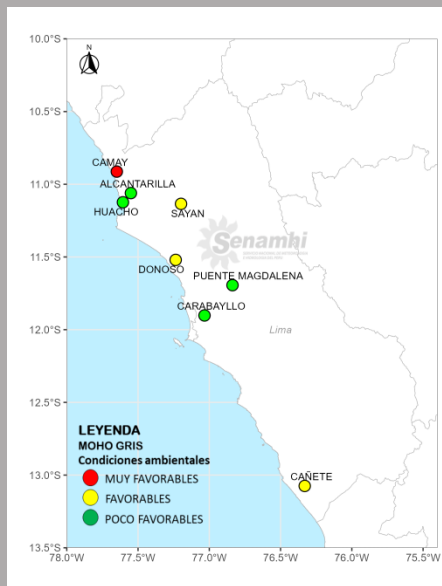 10.0°S
N
10.5°S
CAMAY
11.0°S
ALCANTARILLA
HUACHO
SAYAN
11.5°S
Senamhi
DONOSO
PUENTE MAGDALENA
CARABAYLLO
12.0°S
Lima
12.5°S
LEYENDA
MOHO GRIS
Condiciones ambientales
MUY FAVORABLES
FAVORABLES
POCO FAVORABLES
13.0°S
CAÑETE
13.5°S
78.0°W 77.5°W 77.0°W 76.5°W 76.0°W 75.5°W